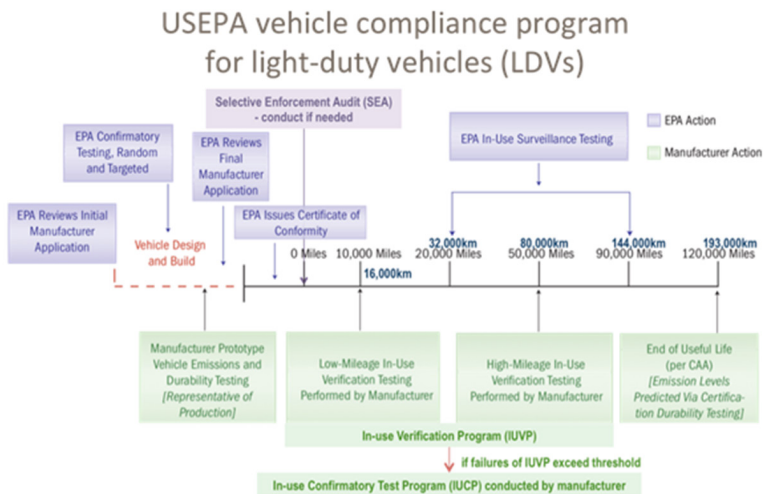 USEPA vehicle compliance program
for light-duty vehicles (LDVs)
Selective Enforcement Audit (SEA)
- conduct if needed
EPA Confirmatory
Testing, Random
and Targeted
EPA Reviews
Final
Manufacturer
Application
EPA In-Use Surveillance Testing
EPA Action
Manufacturer Action
EPA Reviews Initial
Manufacturer
Application
Vehicle Design
and Build
EPA Issues Certificate of
Conformity
32,000km
80,000km
144,000km
193,000km
0 Miles
10,000 Miles
20,000 Miles
50,000 Miles
90,000 Miles
120,000 Miles
16,000km
Manufacturer Prototype
Vehicle Emissions and
Durability Testing
[Representative of
Production]
Low-Mileage In-Use
Verification Testing
Performed by Manufacturer
High-Mileage In-Use
Verification Testing
Performed by Manufacturer
End of Useful Life
(per CAA)
[Emission Levels
Predicted Via Certifica-
tion Durability Testing]
In-use Verification Program (IUVP)
if failures of IUVP exceed threshold
In-use Confirmatory Test Program (IUCP) conducted by manufacturer